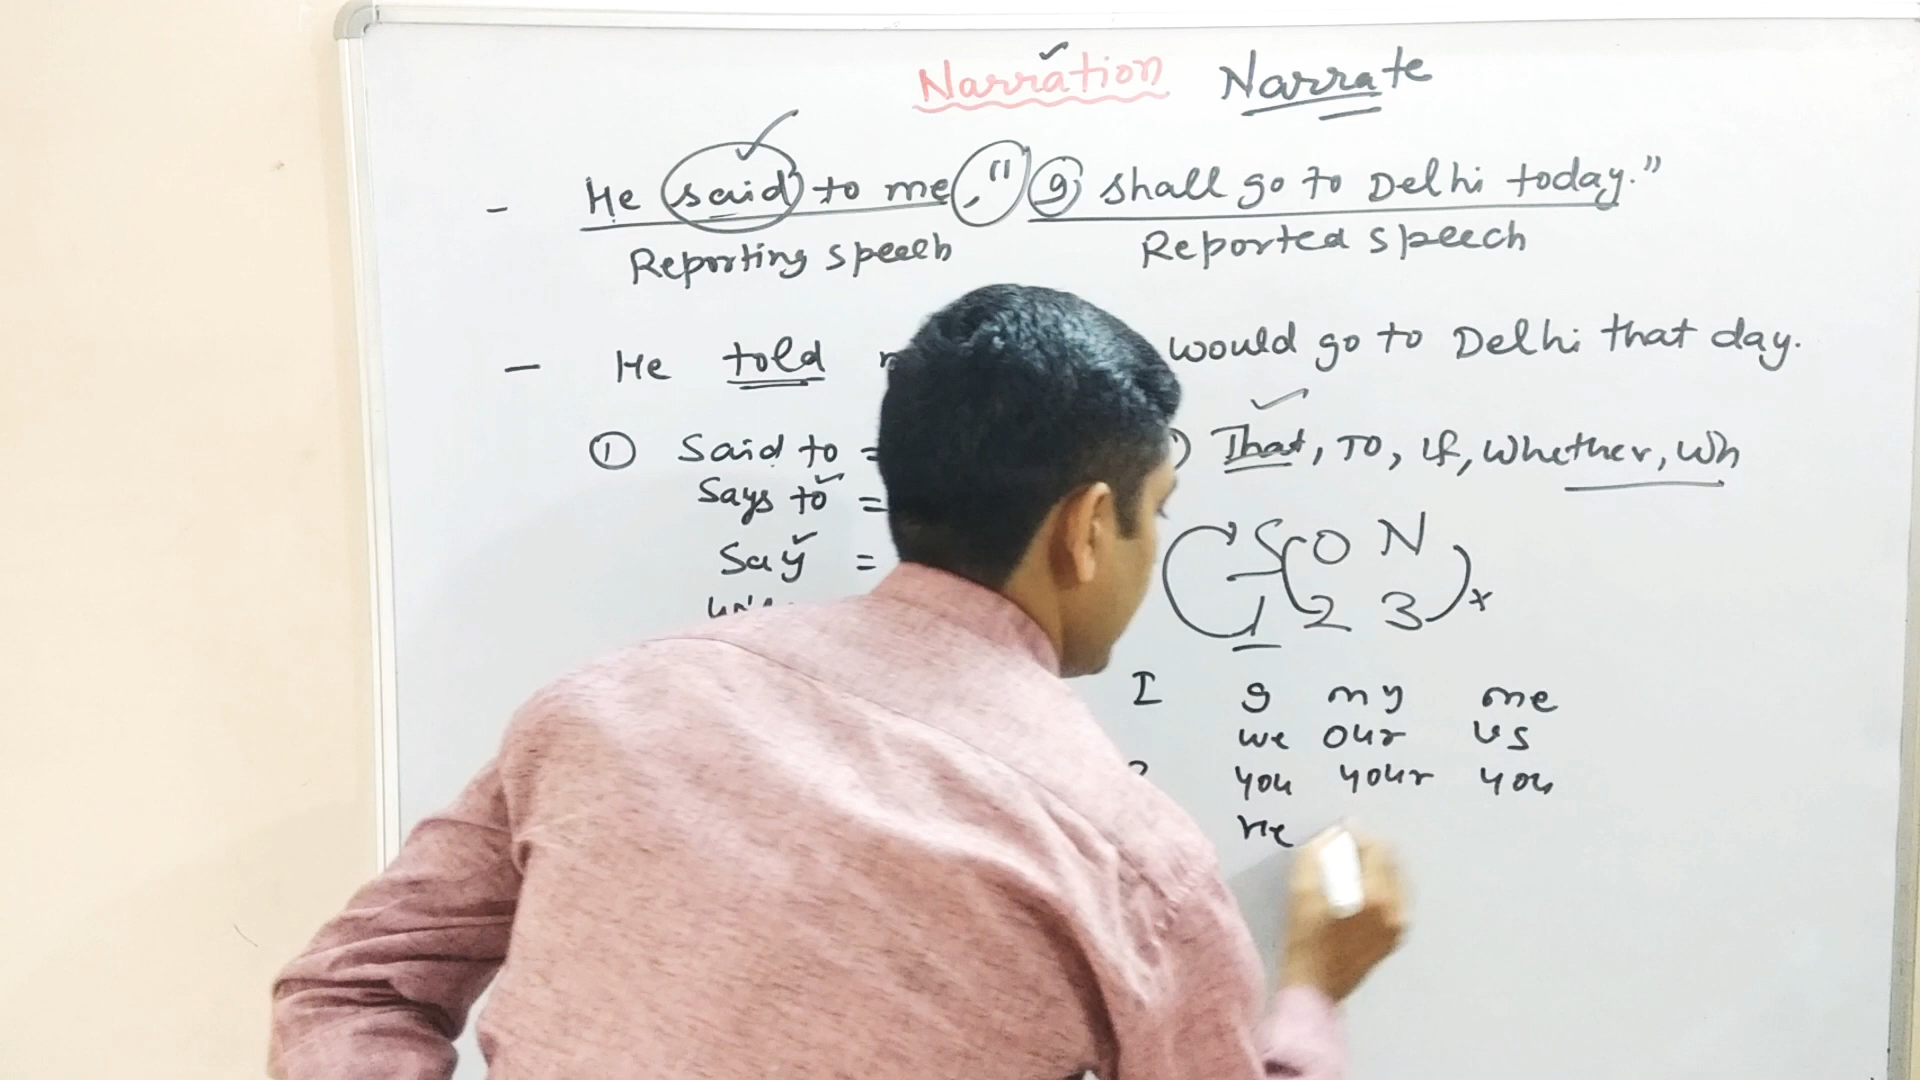 Narration Narrate
- He said to me, "I shall go to Delhi today."
Reporting speech Reported speech
- He told would go to Delhi that day.
① Said to = That, To, If, Whether, Wh
Says to =
Say =
S O N
1 2 3 x
I I my me
we our us
you your you
He